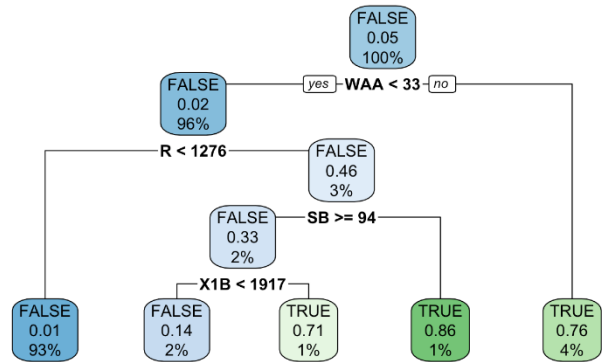 FALSE
0.05
100%
yes WAA < 33 no
FALSE
0.02
96%
R < 1276
FALSE
0.46
3%
FALSE
0.33
2%
SB >= 94
X1B < 1917
FALSE
0.01
93%
FALSE
0.14
2%
TRUE
0.71
1%
TRUE
0.86
1%
TRUE
0.76
4%